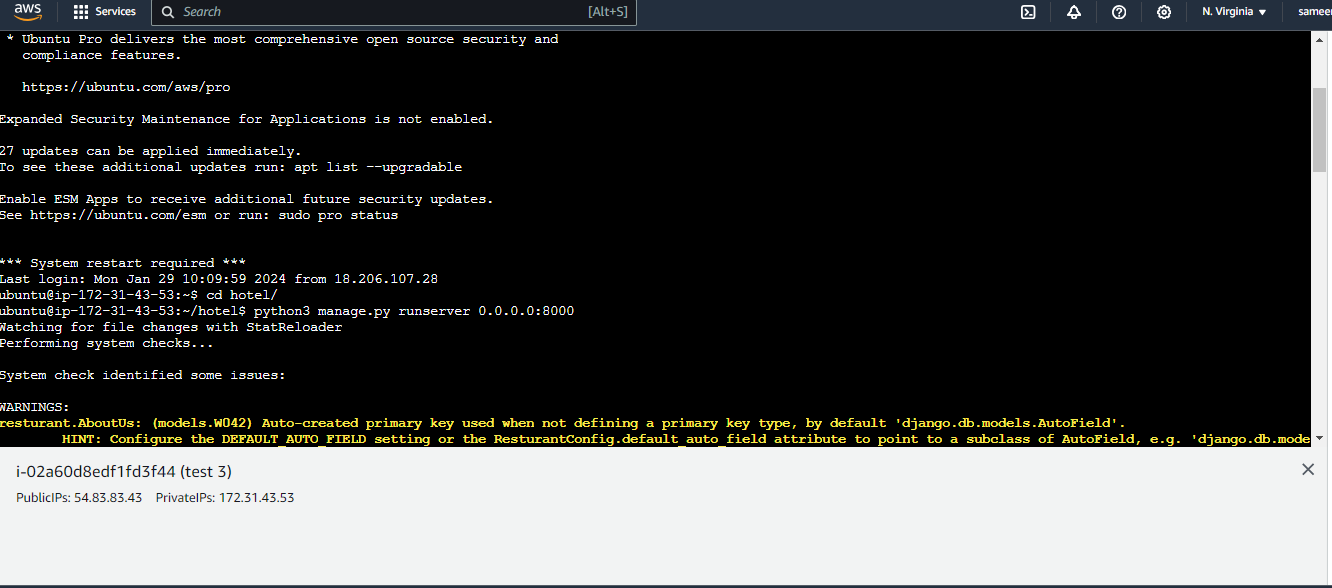 aws Services Search [Alt+S] N. Virginia sameer
* Ubuntu Pro delivers the most comprehensive open source security and
compliance features.
https://ubuntu.com/aws/pro
Expanded Security Maintenance for Applications is not enabled.
27 updates can be applied immediately.
To see these additional updates run: apt list --upgradable
Enable ESM Apps to receive additional future security updates.
See https://ubuntu.com/esm or run: sudo pro status
*** System restart required ***
Last login: Mon Jan 29 10:09:59 2024 from 18.206.107.28
ubuntu@ip-172-31-43-53:~$ cd hotel/
ubuntu@ip-172-31-43-53:~/hotel$ python3 manage.py runserver 0.0.0.0:8000
Watching for file changes with StatReloader
Performing system checks...
System check identified some issues:
WARNINGS:
resturant.AboutUs: (models.W042) Auto-created primary key used when not defining a primary key type, by default 'django.db.models.AutoField'.
HINT: Configure the DEFAULT_AUTO_FIELD setting or the ResturantConfig.default_auto_field attribute to point to a subclass of AutoField, e.g. 'django.db.mode
i-02a60d8edf1fd3f44 (test 3)
PublicIPs: 54.83.83.43 PrivateIPs: 172.31.43.53